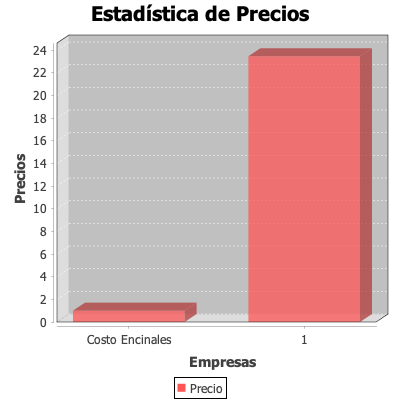 Estadística de Precios
24
22
20
18
16
14
12
10
8
6
4
2
0
Precios
Costo Encinales
1
Empresas
Precio